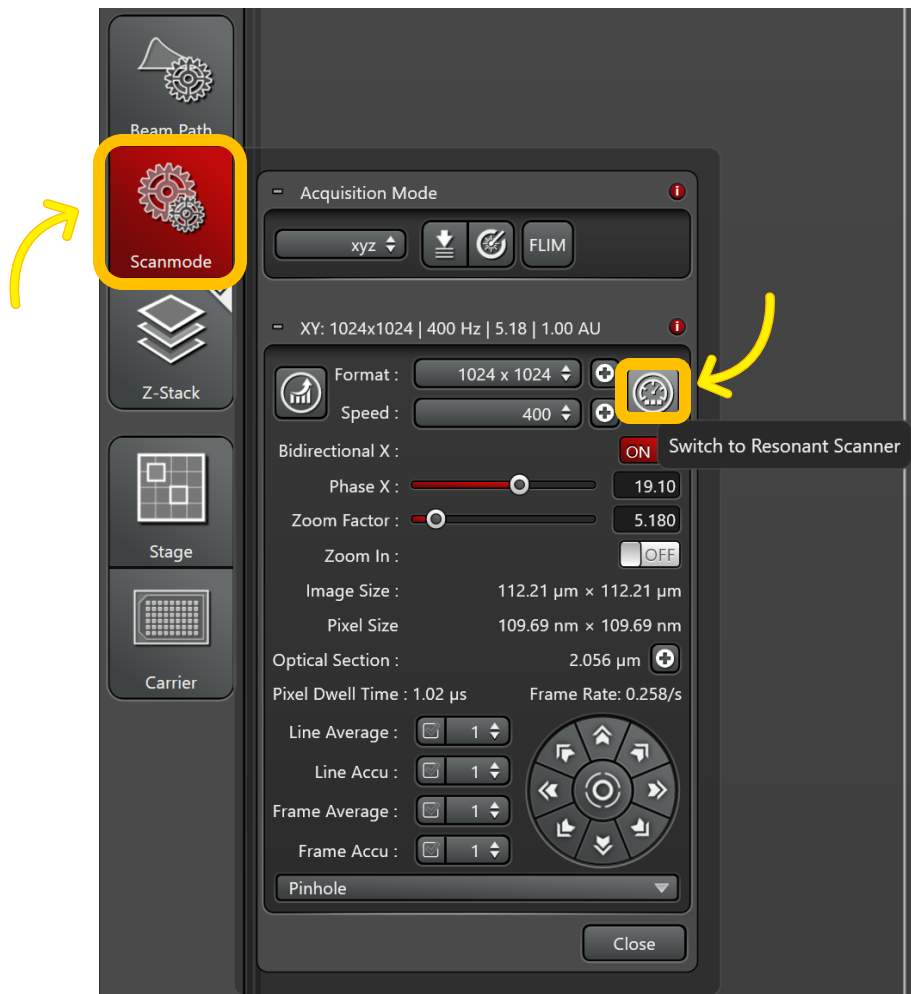 Beam Path
Scanmode
Z-Stack
Stage
Carrier
Acquisition Mode
xyz
FLIM
XY: 1024x1024 | 400 Hz | 5.18 | 1.00 AU
Format :
1024 x 1024
Speed :
400
Bidirectional X :
ON
Switch to Resonant Scanner
Phase X :
19.10
Zoom Factor :
5.180
Zoom In :
OFF
Image Size :
112.21 µm × 112.21 µm
Pixel Size
109.69 nm × 109.69 nm
Optical Section :
2.056 µm
Pixel Dwell Time : 1.02 µs
Frame Rate: 0.258/s
Line Average :
1
Line Accu :
1
Frame Average :
1
Frame Accu :
1
Pinhole
Close